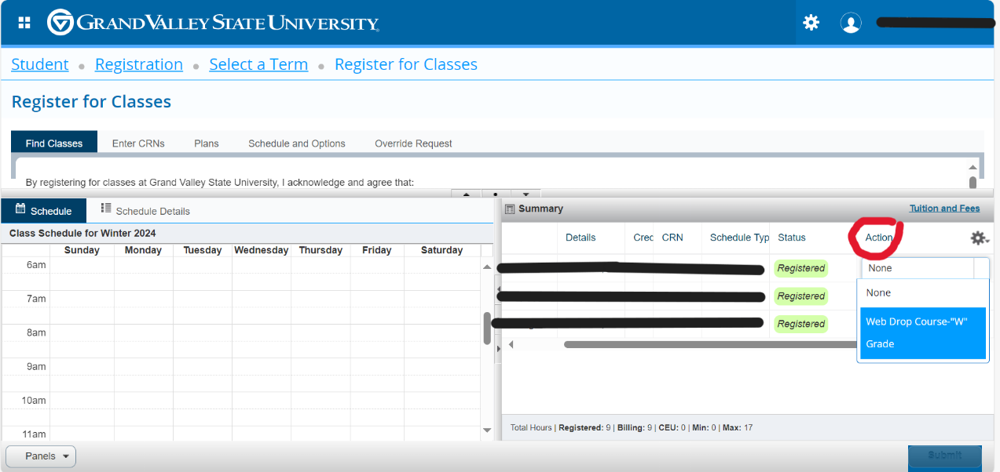 GRAND VALLEY STATE UNIVERSITY
Student • Registration • Select a Term • Register for Classes
Register for Classes
Find Classes Enter CRNs Plans Schedule and Options Override Request
By registering for classes at Grand Valley State University, I acknowledge and agree that:
Schedule Schedule Details
Class Schedule for Winter 2024
Sunday Monday Tuesday Wednesday Thursday Friday Saturday
6am
7am
8am
9am
10am
11am
Summary Tuition and Fees
Details Cred CRN Schedule Typ Status Action
Registered None
Registered None
Registered Web Drop Course-"W"
Grade
Total Hours | Registered: 9 | Billing: 9 | CEU: 0 | Min: 0 | Max: 17
Panels Submit